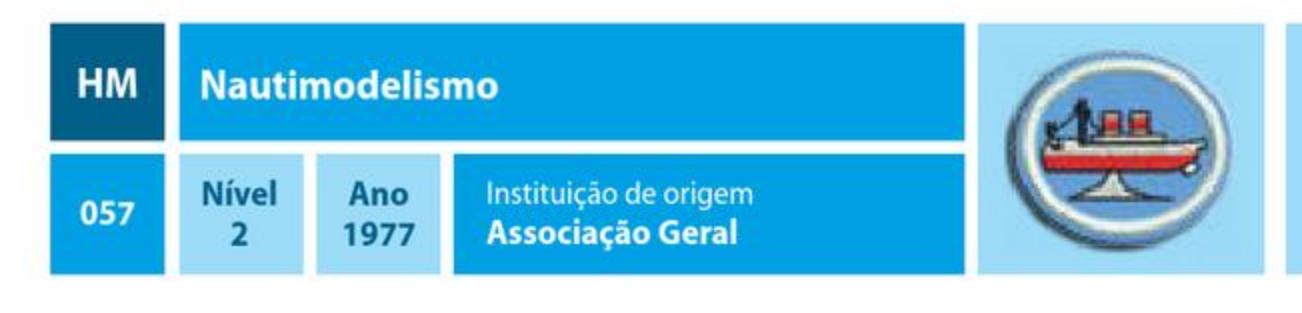 HM
Nautimodelismo
057
Nível
2
Ano
1977
Instituição de origem
Associação Geral